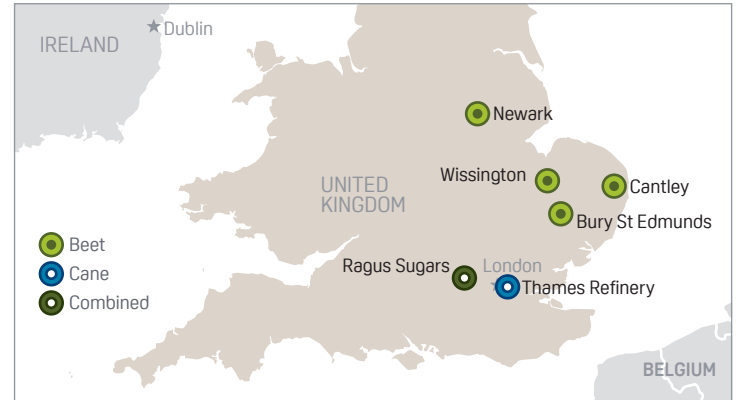 Dublin
IRELAND
Newark
Wissington
UNITED
KINGDOM
Cantley
Bury St Edmunds
Beet
Cane
Combined
Ragus Sugars
London
Thames Refinery
BELGIUM